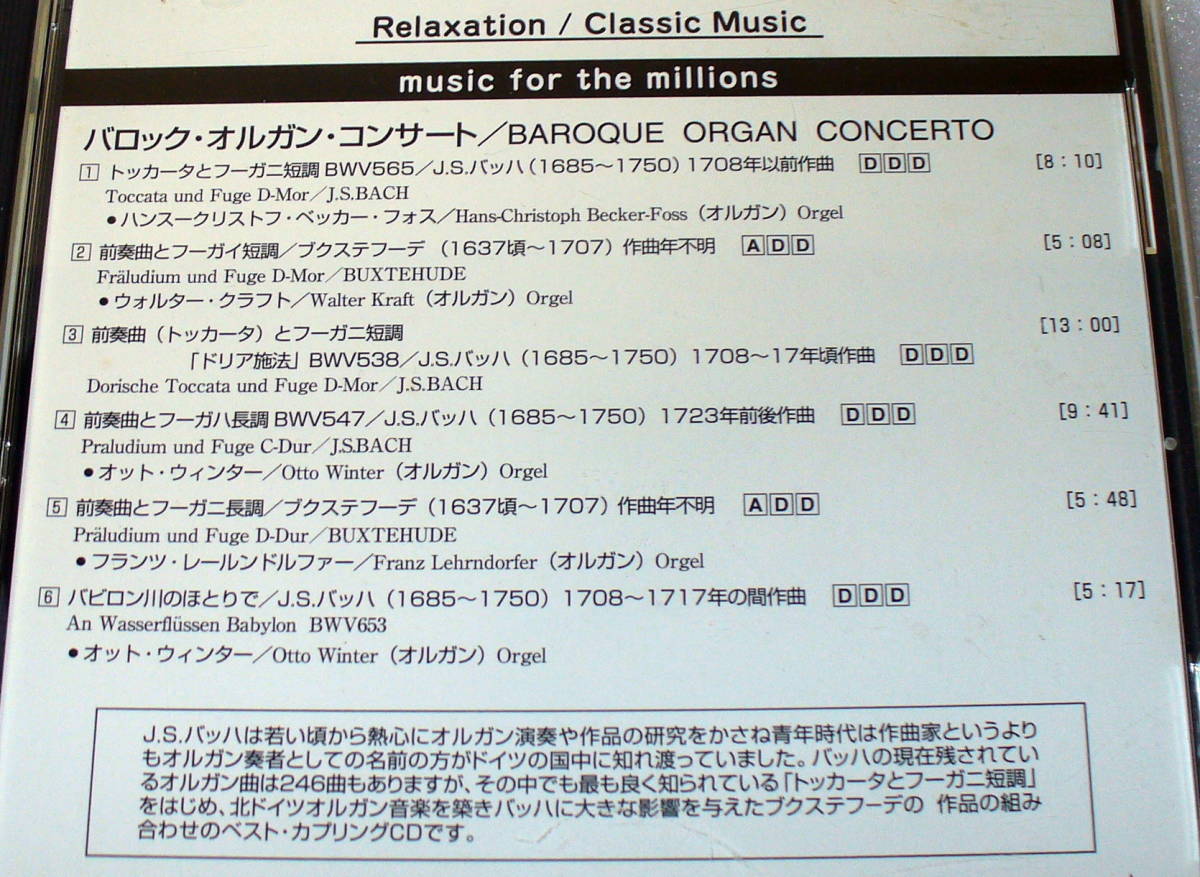 Relaxation / Classic Music
music for the millions
バロック・オルガン・コンサート／BAROQUE ORGAN CONCERTO
1 トッカータとフーガニ短調 BWV565／J.S.バッハ（1685〜1750）1708年以前作曲 DDD [8：10]
Toccata und Fuge D-Mor／J.S.BACH
●ハンスークリストフ・ベッカー・フォス／Hans-Christoph Becker-Foss（オルガン）Orgel
2 前奏曲とフーガイ短調／ブクステフーデ（1637頃〜1707）作曲年不明 ADD [5：08]
Fräludium und Fuge D-Mor／BUXTEHUDE
●ウォルター・クラフト／Walter Kraft（オルガン）Orgel
3 前奏曲（トッカータ）とフーガニ短調 [13：00]
「ドリア施法」BWV538／J.S.バッハ（1685〜1750）1708〜17年頃作曲 DDD
Dorische Toccata und Fuge D-Mor／J.S.BACH
4 前奏曲とフーガハ長調 BWV547／J.S.バッハ（1685〜1750）1723年前後作曲 DDD [9：41]
Praludium und Fuge C-Dur／J.S.BACH
●オット・ウィンター／Otto Winter（オルガン）Orgel
5 前奏曲とフーガニ長調／ブクステフーデ（1637頃〜1707）作曲年不明 ADD [5：48]
Präludium und Fuge D-Dur／BUXTEHUDE
●フランツ・レールンドルファー／Franz Lehrndorfer（オルガン）Orgel
6 バビロン川のほとりで／J.S.バッハ（1685〜1750）1708〜1717年の間作曲 DDD [5：17]
An Wasserflüssen Babylon BWV653
●オット・ウィンター／Otto Winter（オルガン）Orgel
J.S.バッハは若い頃から熱心にオルガン演奏や作品の研究をかさね青年時代は作曲家というより
もオルガン奏者としての名前の方がドイツの国中に知れ渡っていました。バッハの現在残されてい
るオルガン曲は246曲もありますが、その中でも最も良く知られている「トッカータとフーガニ短調」
をはじめ、北ドイツオルガン音楽を築きバッハに大きな影響を与えたブクステフーデの 作品の組み
合わせのベスト・カプリングCDです。